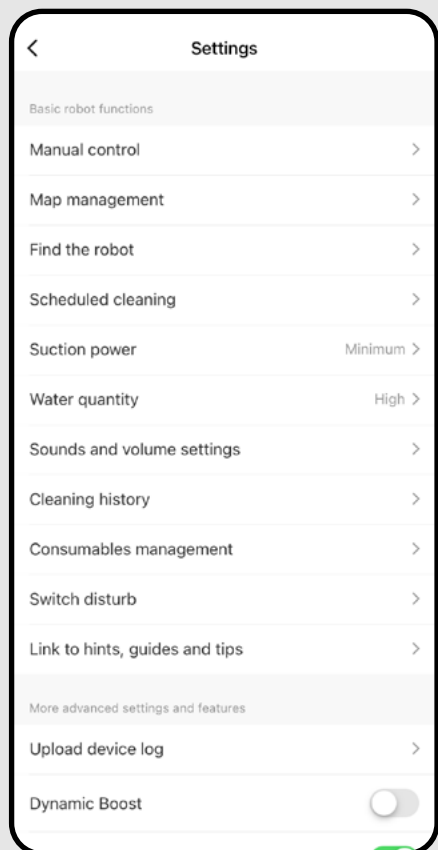 Settings
Basic robot functions
Manual control
Map management
Find the robot
Scheduled cleaning
Suction power Minimum
Water quantity High
Sounds and volume settings
Cleaning history
Consumables management
Switch disturb
Link to hints, guides and tips
More advanced settings and features
Upload device log
Dynamic Boost